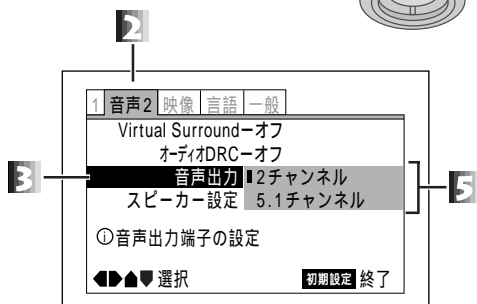 2
1 音声2 映像 言語 一般
Virtual Surroundーオフ
オーディオDRCーオフ
3 音声出力 2チャンネル 5
スピーカー設定 5.1チャンネル
ⓘ音声出力端子の設定
選択 初期設定 終了